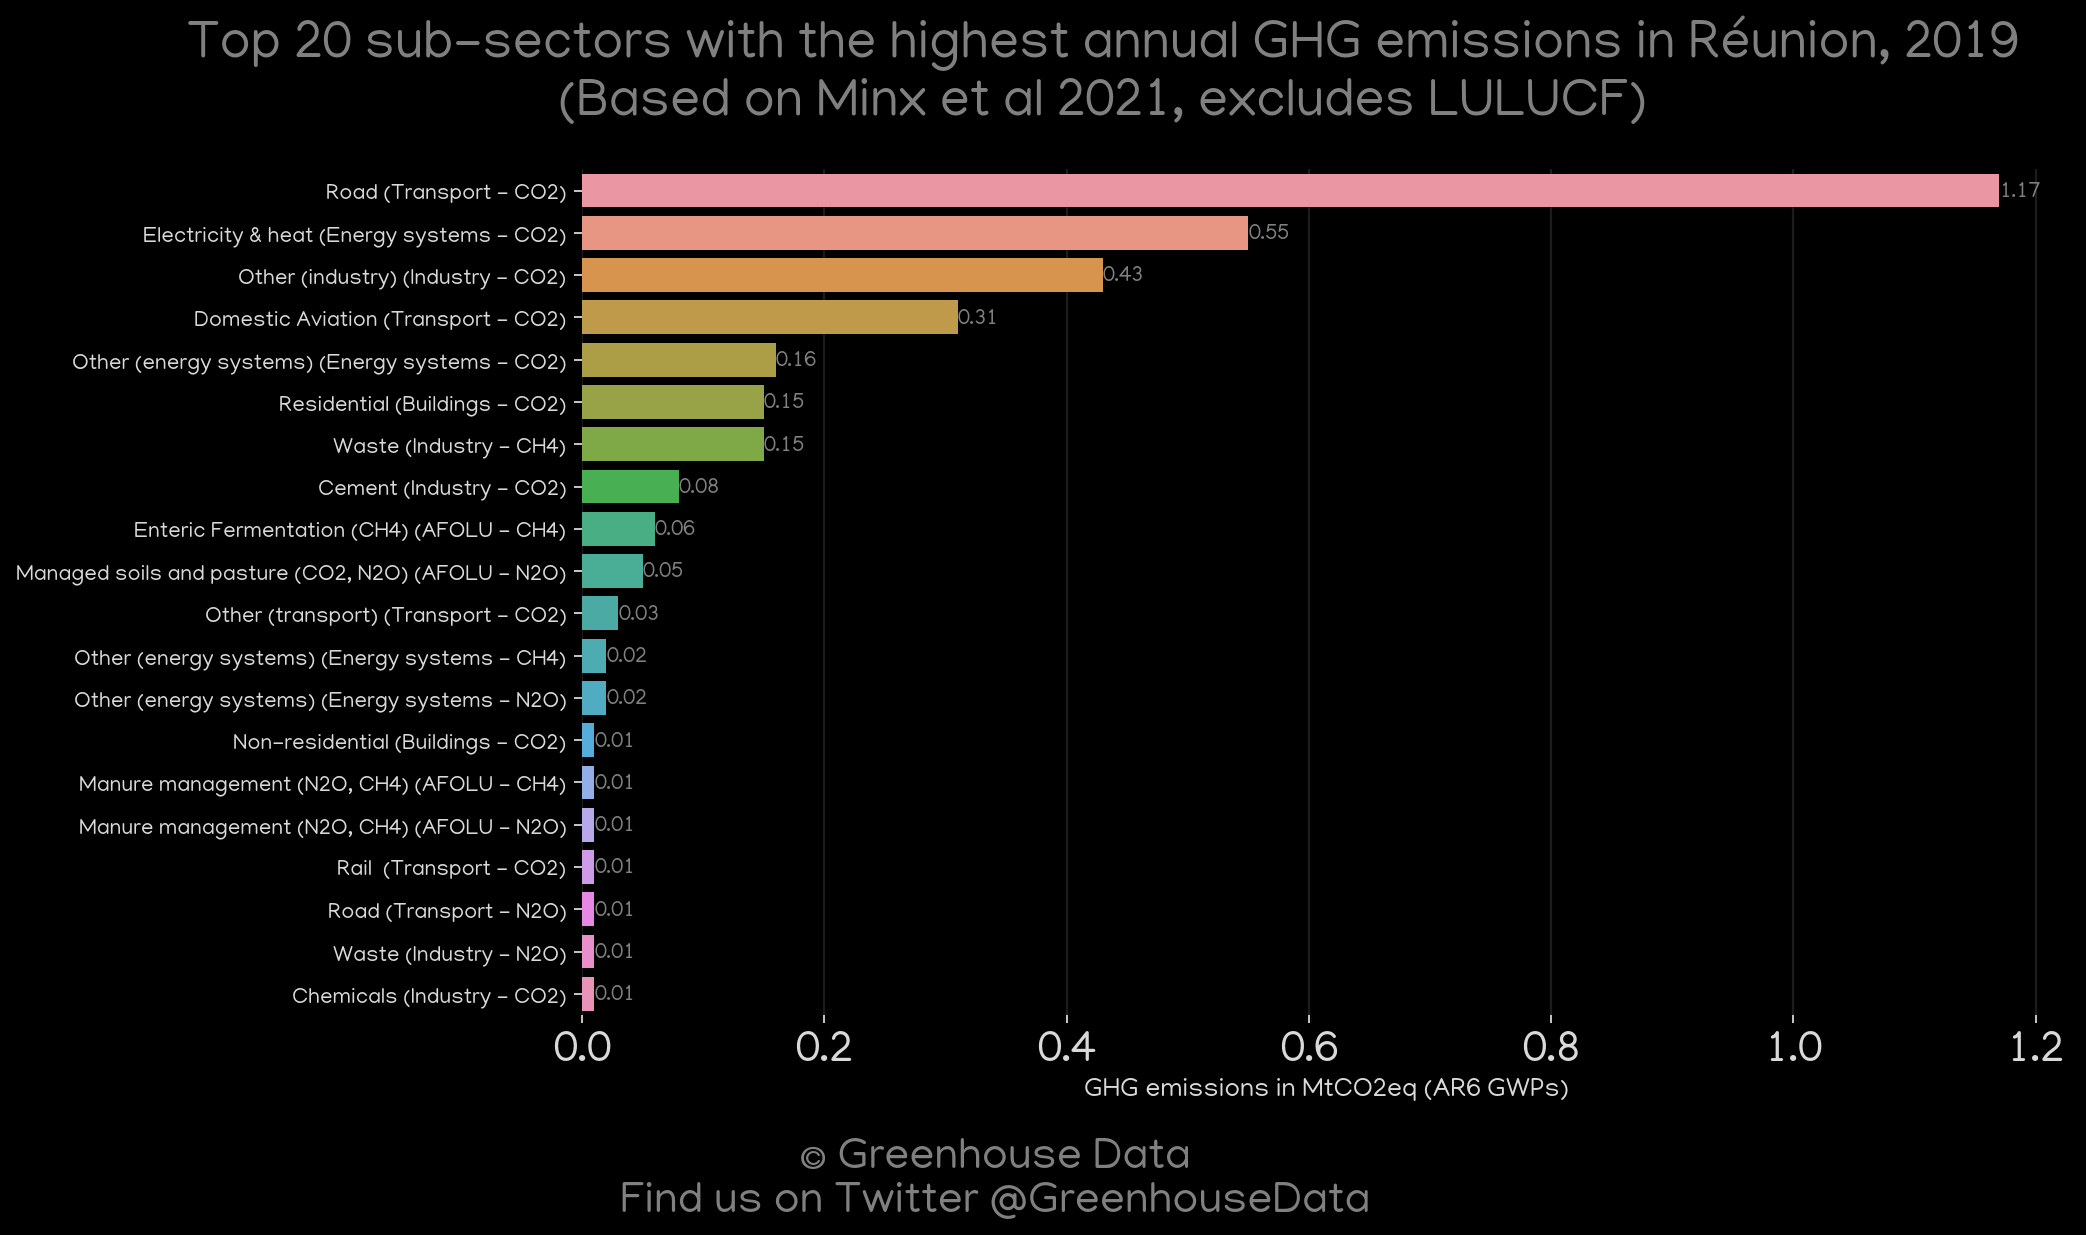 Top 20 sub-sectors with the highest annual GHG emissions in Réunion, 2019
(Based on Minx et al 2021, excludes LULUCF)
Road (Transport - CO2) 1.17
Electricity & heat (Energy systems - CO2) 0.55
Other (industry) (Industry - CO2) 0.43
Domestic Aviation (Transport - CO2) 0.31
Other (energy systems) (Energy systems - CO2) 0.16
Residential (Buildings - CO2) 0.15
Waste (Industry - CH4) 0.15
Cement (Industry - CO2) 0.08
Enteric Fermentation (CH4) (AFOLU - CH4) 0.06
Managed soils and pasture (CO2, N2O) (AFOLU - N2O) 0.05
Other (transport) (Transport - CO2) 0.03
Other (energy systems) (Energy systems - CH4) 0.02
Other (energy systems) (Energy systems - N2O) 0.02
Non-residential (Buildings - CO2) 0.01
Manure management (N2O, CH4) (AFOLU - CH4) 0.01
Manure management (N2O, CH4) (AFOLU - N2O) 0.01
Rail  (Transport - CO2) 0.01
Road (Transport - N2O) 0.01
Waste (Industry - N2O) 0.01
Chemicals (Industry - CO2) 0.01
0.0 0.2 0.4 0.6 0.8 1.0 1.2
GHG emissions in MtCO2eq (AR6 GWPs)
© Greenhouse Data
Find us on Twitter @GreenhouseData